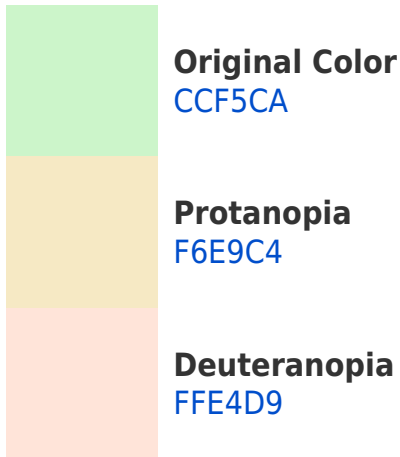 Original Color
CCF5CA
Protanopia
F6E9C4
Deuteranopia
FFE4D9